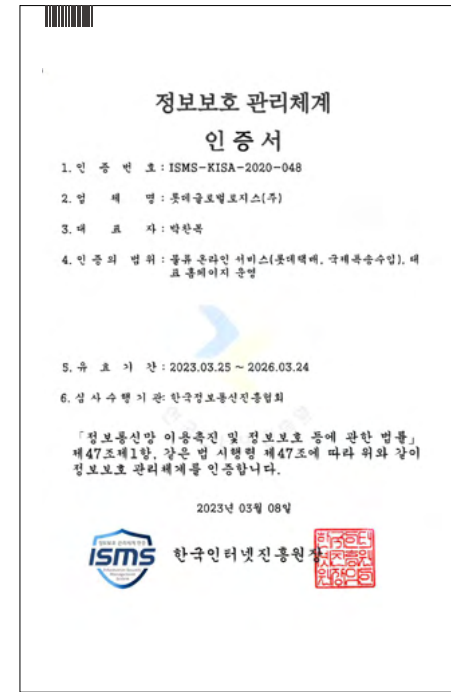 정보보호 관리체계
인 증 서
1. 인 증 번 호 : ISMS-KISA-2020-048
2. 업 체 명 : 롯데글로벌로지스(주)
3. 대 표 자 : 박찬복
4. 인 증 의 범 위 : 물류 온라인 서비스(롯데택배, 국제특송수입), 대
표 홈페이지 운영
5. 유 효 기 간 : 2023.03.25 ~ 2026.03.24
6. 심 사 수 행 기 관: 한국정보통신진흥협회
「정보통신망 이용촉진 및 정보보호 등에 관한 법률」
제47조제1항, 같은 법 시행령 제47조에 따라 위와 같이
정보보호 관리체계를 인증합니다.
2023년 03월 08일
ISMS
한국인터넷진흥원장